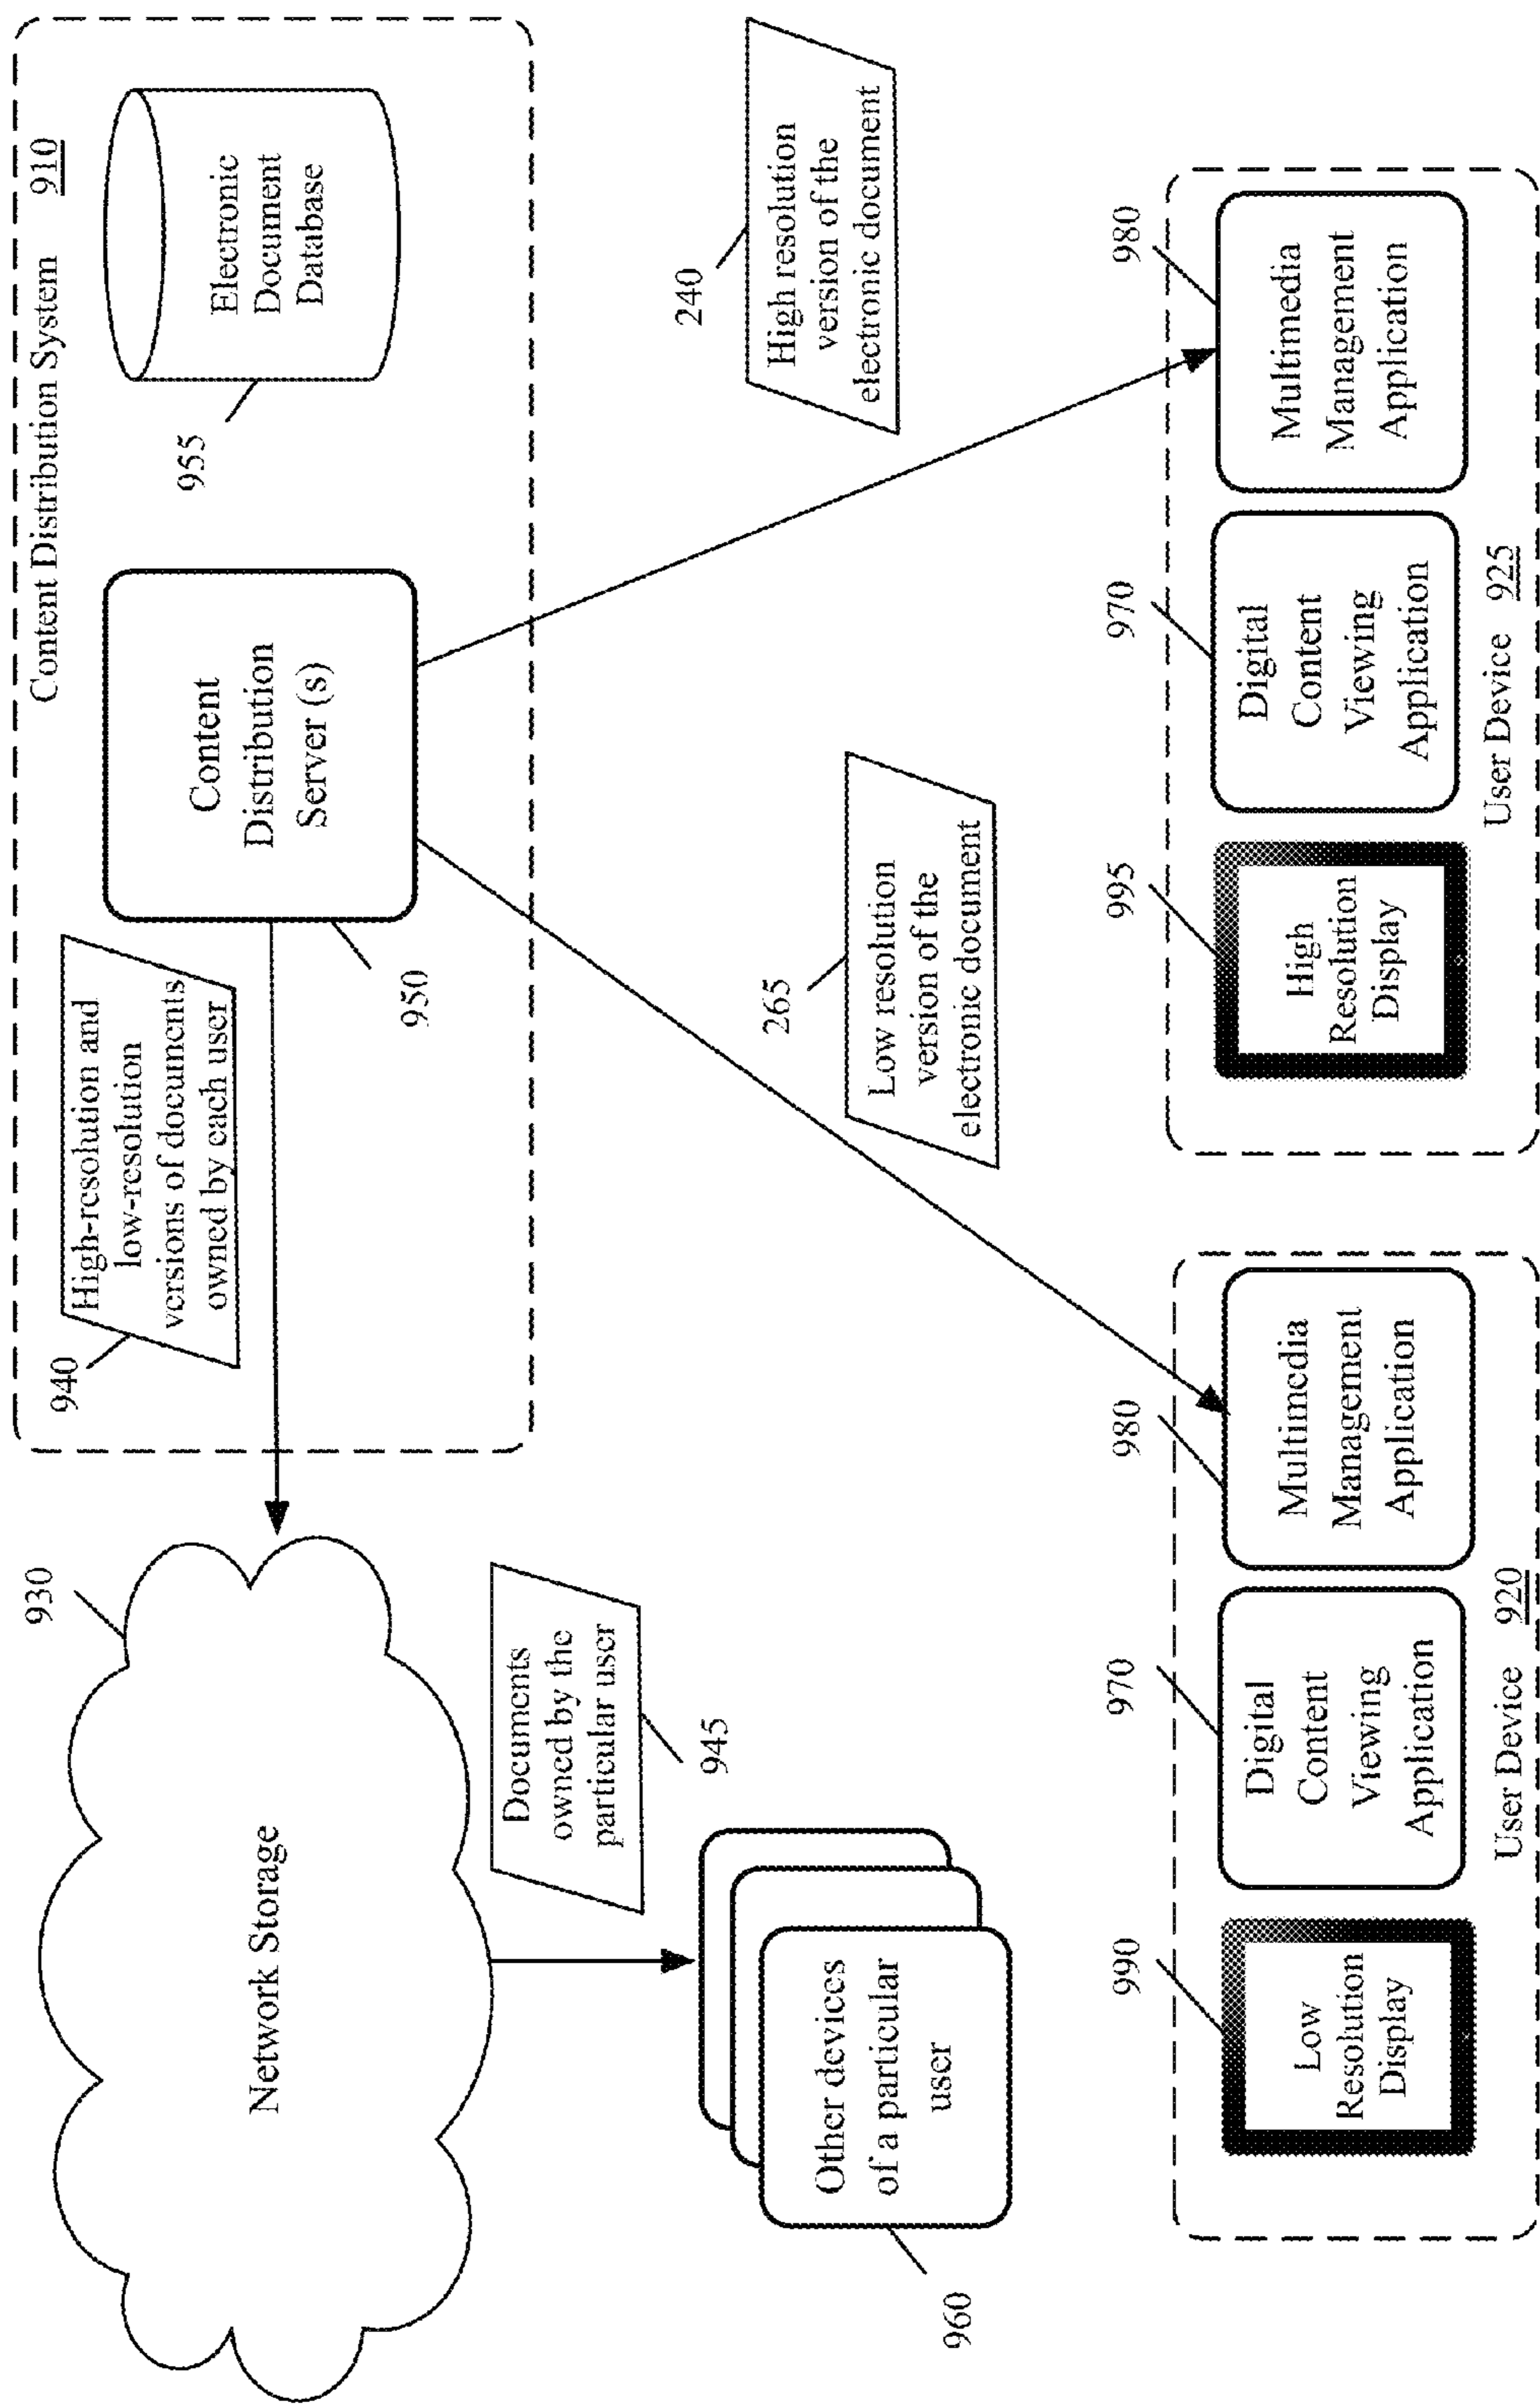 Content Distribution System 910
930
Network Storage
940
High-resolution and
low-resolution
versions of documents
owned by each user
Content
Distribution
Server (s)
950
Electronic
Document
Database
955
Documents
owned by the
particular user
945
Other devices
of a particular
user
960
265
Low resolution
version of the
electronic document
240
High resolution
version of the
electronic document
990
Low
Resolution
Display
970
Digital
Content
Viewing
Application
980
Multimedia
Management
Application
User Device 920
995
High
Resolution
Display
970
Digital
Content
Viewing
Application
980
Multimedia
Management
Application
User Device 925